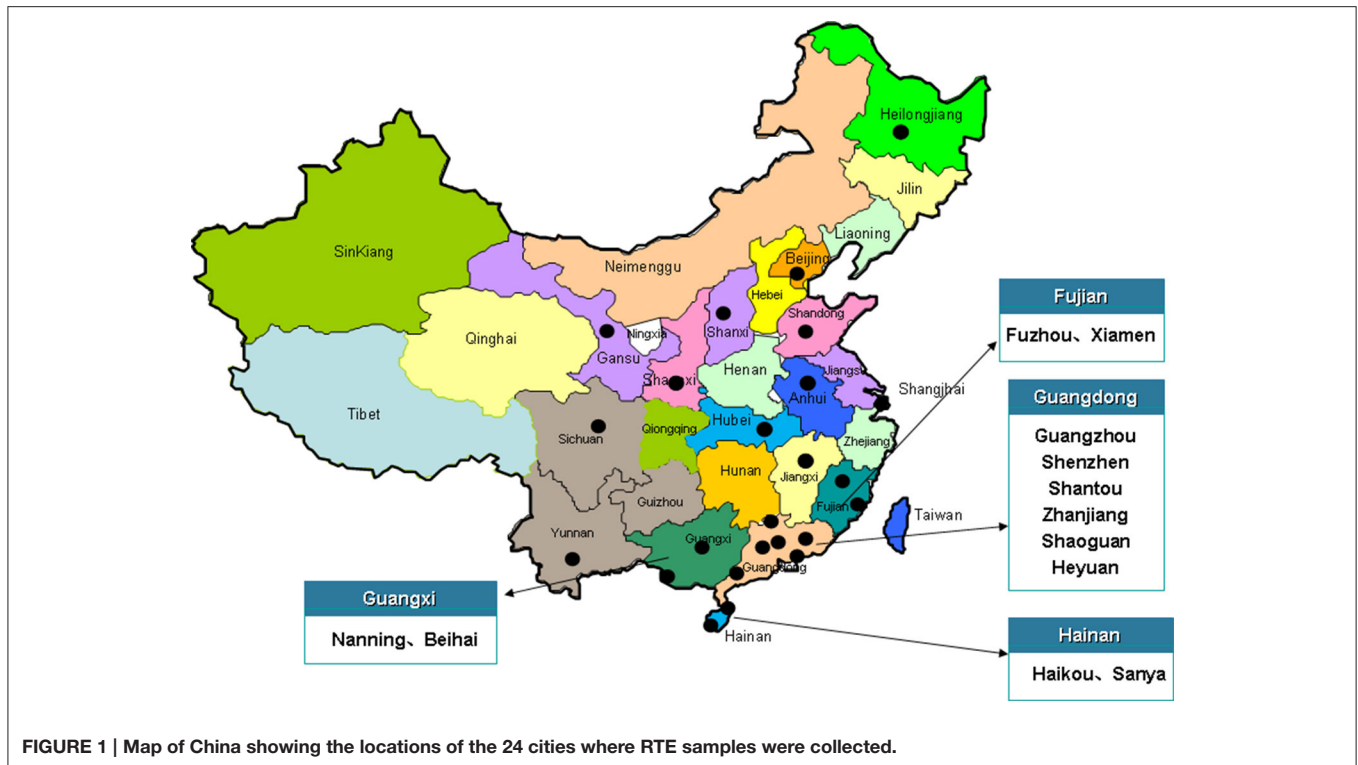 Heilongjiang
Jilin
Liaoning
SinKiang
Neimenggu
Beijing
Hebei
Fujian
Fuzhou、Xiamen
Shandong
Ningxia
Shanxi
Qinghai
Gansu
Henan
Jiangsu
Shangihai
Tibet
Anhui
Guangdong
Guangzhou
Shenzhen
Shantou
Zhanjiang
Shaoguan
Heyuan
Hubei
Sichuan
Qiongqing
Zhejiang
Hunan
Jiangxi
Guizhou
Fujian
Taiwan
Yunnan
Guangxi
Guangdong
Guangxi
Nanning、Beihai
Hainan
Hainan
Haikou、Sanya
FIGURE 1 | Map of China showing the locations of the 24 cities where RTE samples were collected.